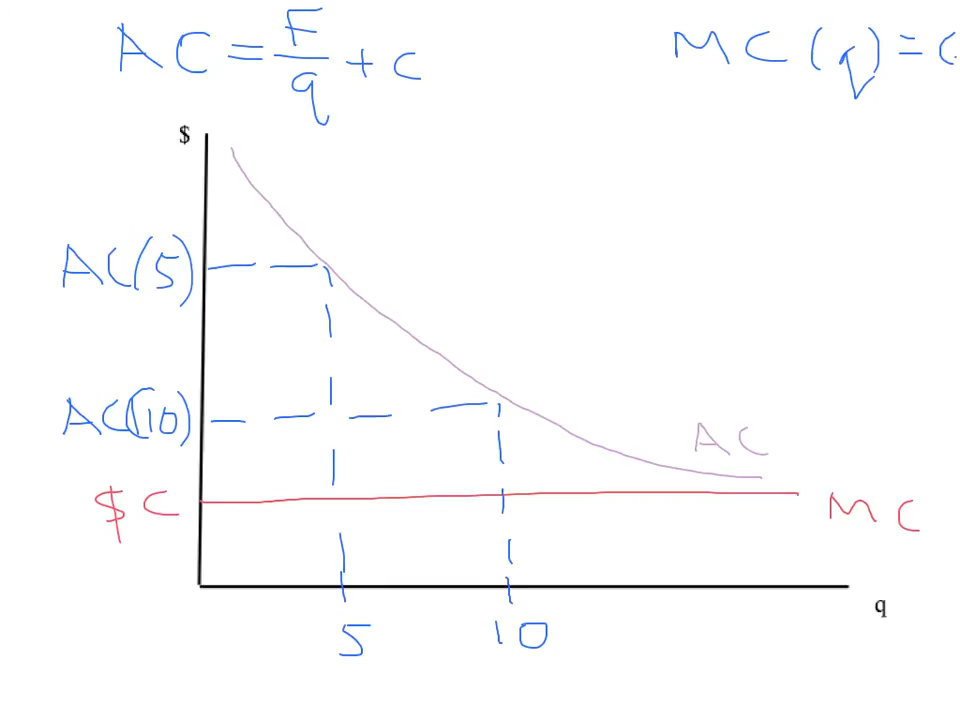 AC = F/q + c
MC(q) = c
$
AC(5)
AC(10)
AC
$ C
MC
q
5
10